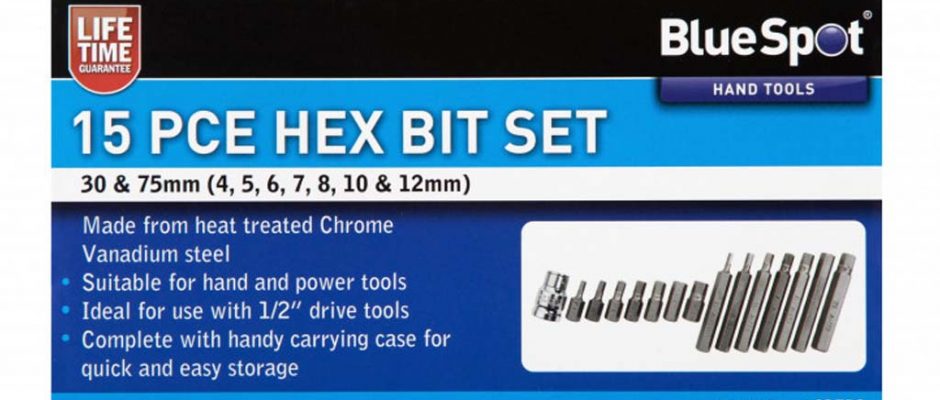 LIFE
TIME
GUARANTEE
BlueSpot®
HAND TOOLS
15 PCE HEX BIT SET
30 & 75mm (4, 5, 6, 7, 8, 10 & 12mm)
Made from heat treated Chrome
Vanadium steel
• Suitable for hand and power tools
• Ideal for use with 1/2” drive tools
• Complete with handy carrying case for
quick and easy storage